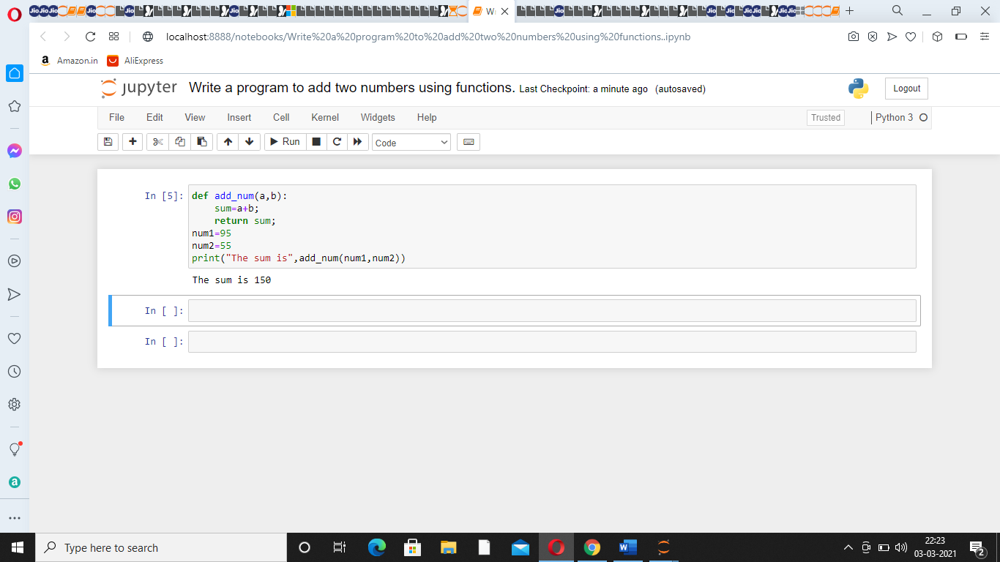 W
localhost:8888/notebooks/Write%20a%20program%20to%20add%20two%20numbers%20using%20functions..ipynb
a Amazon.in AliExpress
jupyter Write a program to add two numbers using functions. Last Checkpoint: a minute ago (autosaved) Logout
File Edit View Insert Cell Kernel Widgets Help Trusted Python 3
Run Code
In [5]: def add_num(a,b):
sum=a+b;
return sum;
num1=95
num2=55
print("The sum is",add_num(num1,num2))
The sum is 150
In [ ]:
In [ ]:
Type here to search
22:23
03-03-2021
2